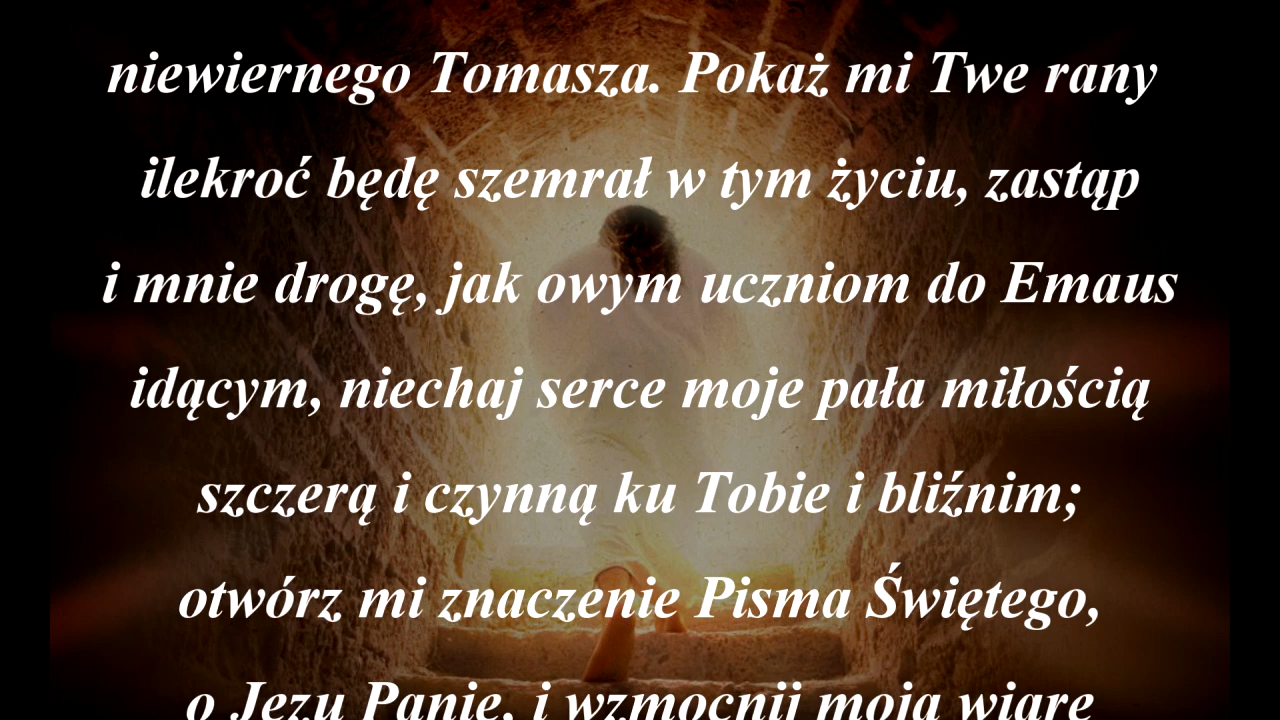 niewiernego Tomasza. Pokaż mi Twe rany
ilekroć będę szemrał w tym życiu, zastąp
i mnie drogę, jak owym uczniom do Emaus
idącym, niechaj serce moje pała miłością
szczerą i czynną ku Tobie i bliźnim;
otwórz mi znaczenie Pisma Świętego,
o Jezu Panie, i wzmocnij moją wiarę